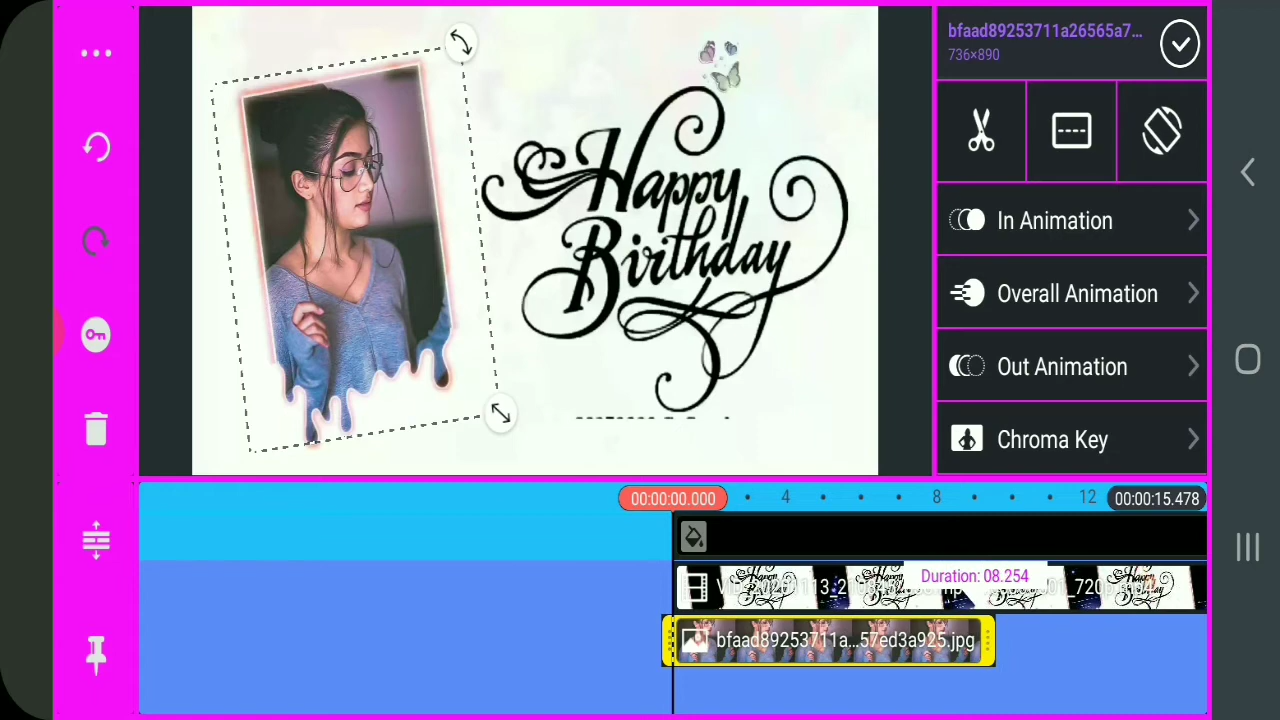 bfaad89253711a26565a7...
736×890
Happy
Birthday
In Animation
Overall Animation
Out Animation
Chroma Key
00:00:00.000
4
8
12
00:00:15.478
Duration: 08.254
bfaad89253711a...57ed3a925.jpg